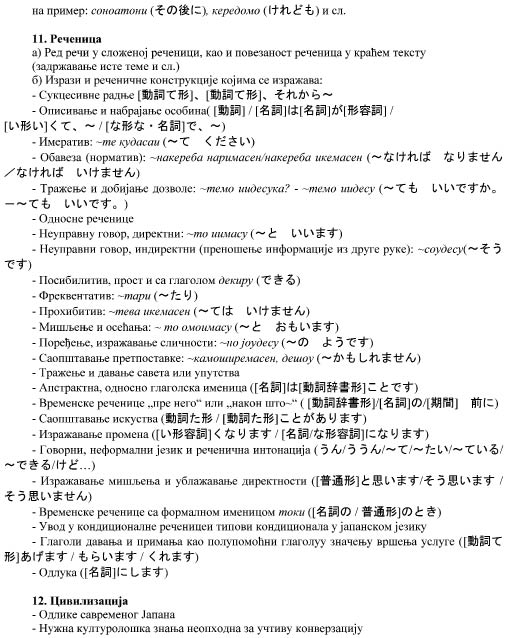 на пример: соноатони (その後に), кередомо (けれども) и сл.
11. Реченица
а) Ред речи у сложеној реченици, као и повезаност реченица у краћем тексту
(задржавање исте теме и сл.)
б) Изрази и реченичне конструкције којима се изражава:
- Сукцесивне радње [動詞て形]、[動詞て形]、それから～
- Описивање и набрајање особина( [動詞] / [名詞]は[名詞]が[形容詞] /
[い形い]くて、～ / [な形な・名詞]で、～)
- Императив: ~те кудасаи (～て　ください)
- Обавеза (норматив): ~накереба наримасен/накереба икемасен (～なければ　なりません
／なければ　いけません)
- Тражење и добијање дозволе: ~темо иидесука? - ~темо иидесу (～ても　いいですか。
ー～ても　いいです。)
- Односне реченице
- Неуправну говор, директни: ~то иимасу (～と　いいます)
- Неуправни говор, индиректни (преношење информације из друге руке): ~соудесу(～そう
です)
- Посибилитив, прост и са глаголом декиру (できる)
- Фреквентатив: ~тари (～たり)
- Прохибитив: ~тева икемасен (～ては　いけません)
- Мишљење и осећања: ~ то омоимасу (～と　おもいます)
- Поређење, изражавање сличности: ~но јоудесу (～の　ようです)
- Саопштавање претпоставке: ~камоширемасен, дешоу (～かもしれません)
- Тражење и давање савета или упутства
- Апстрактна, односно глаголска именица ([名詞]は[動詞辞書形]ことです)
- Временске реченице „пре него“ или „након што~“ ( [動詞辞書形]/[名詞]の/[期間]　前に)
- Саопштавање искуства (動詞た形 / [動詞た形]ことがあります)
- Изражавање промена ([い形容詞]くなります / [名詞/な形容詞]になります)
- Говорни, неформални језик и реченична интонација (うん/ううん/～て/～たい/～ている/
～できる/けど…)
- Изражавање мишљења и ублажавање директности ([普通形]と思います/そう思います /
そう思いません)
- Временске реченице са формалном именицом токи ([名詞の / 普通形]のとき)
- Увод у кондиционалне реченицеи типови кондиционала у јапанском језику
- Глаголи давања и примања као полупомоћни глаголуу значењу вршења услуге ([動詞て
形]あげます / もらいます / くれます)
- Одлука ([名詞]にします)
12. Цивилизација
- Одлике савременог Јапана
- Нужна културолошка знања неопходна за учтиву конверзацију